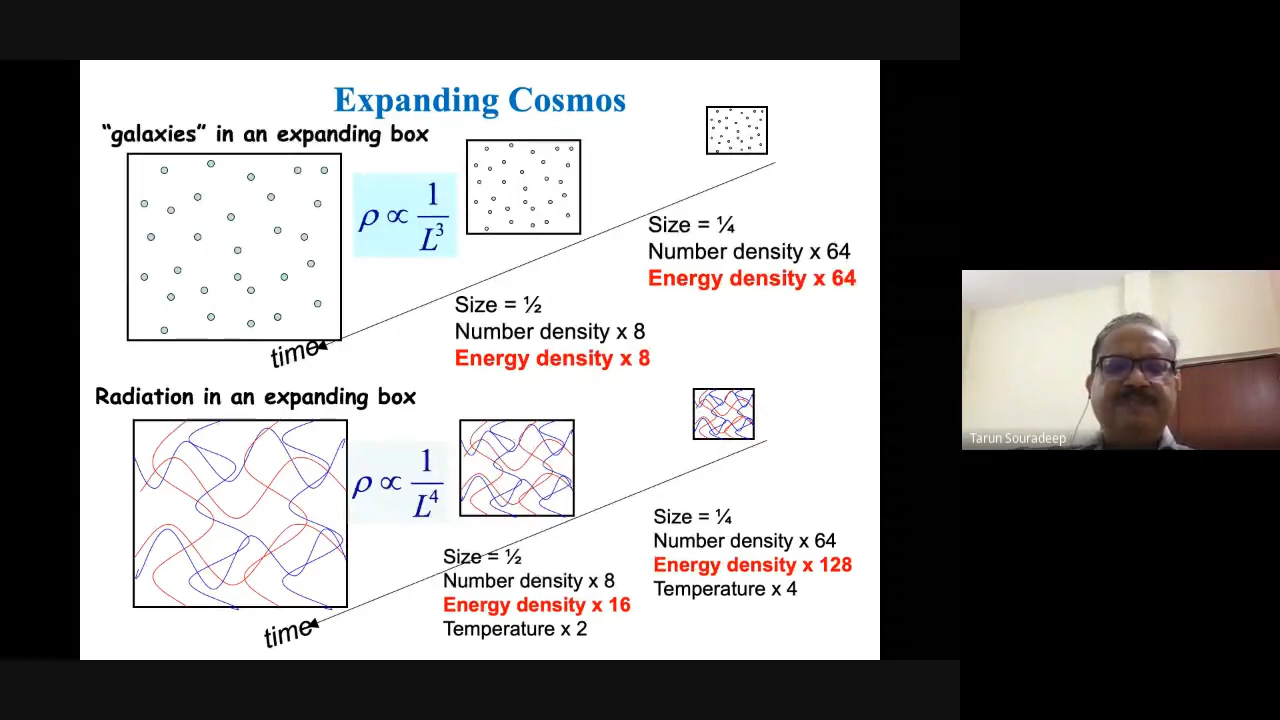 Expanding Cosmos
“galaxies” in an expanding box
ρ ∝ 1/L³
Size = ¼
Number density x 64
Energy density x 64
Size = ½
Number density x 8
Energy density x 8
time
Radiation in an expanding box
ρ ∝ 1/L⁴
Size = ¼
Number density x 64
Energy density x 128
Temperature x 4
Size = ½
Number density x 8
Energy density x 16
Temperature x 2
time
Tarun Souradeep